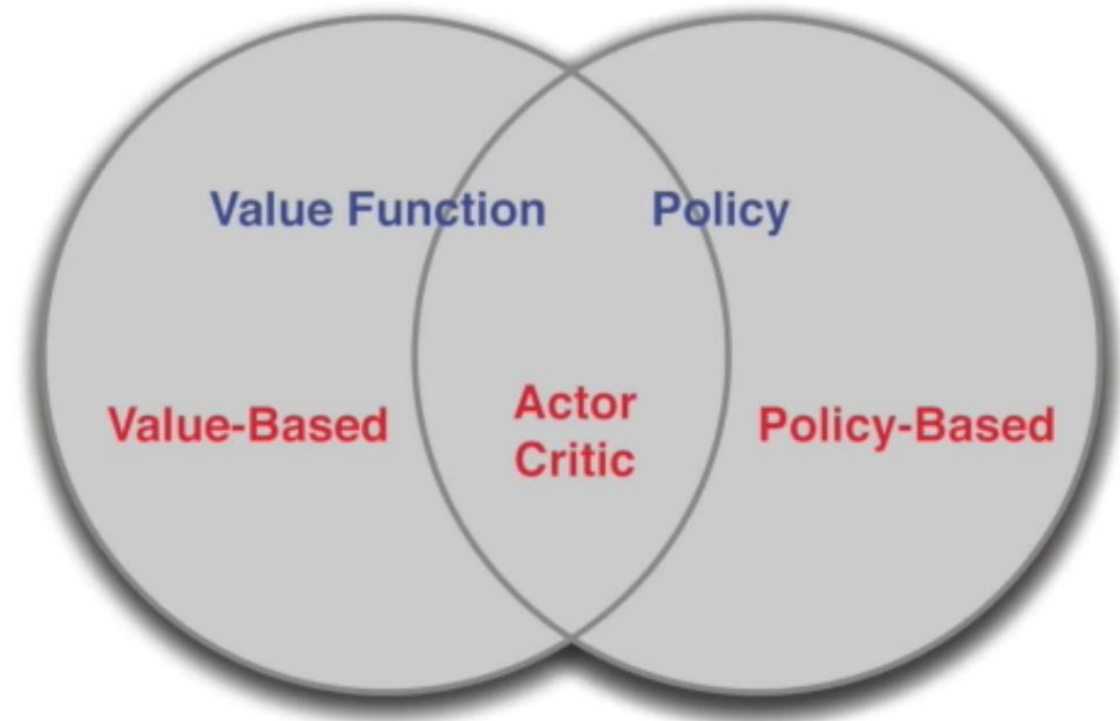 Value Function
Policy
Value-Based
Actor
Critic
Policy-Based